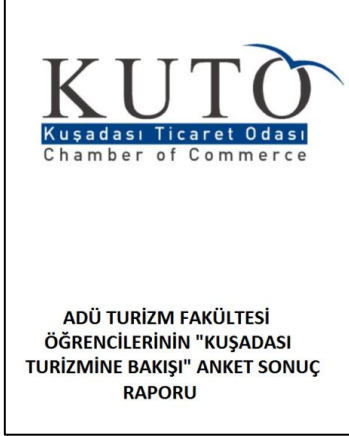 KUTO
Kuşadası Ticaret Odası
Chamber of Commerce
ADÜ TURİZM FAKÜLTESİ
ÖĞRENCİLERİNİN "KUŞADASI
TURİZMİNE BAKIŞI" ANKET SONUÇ
RAPORU